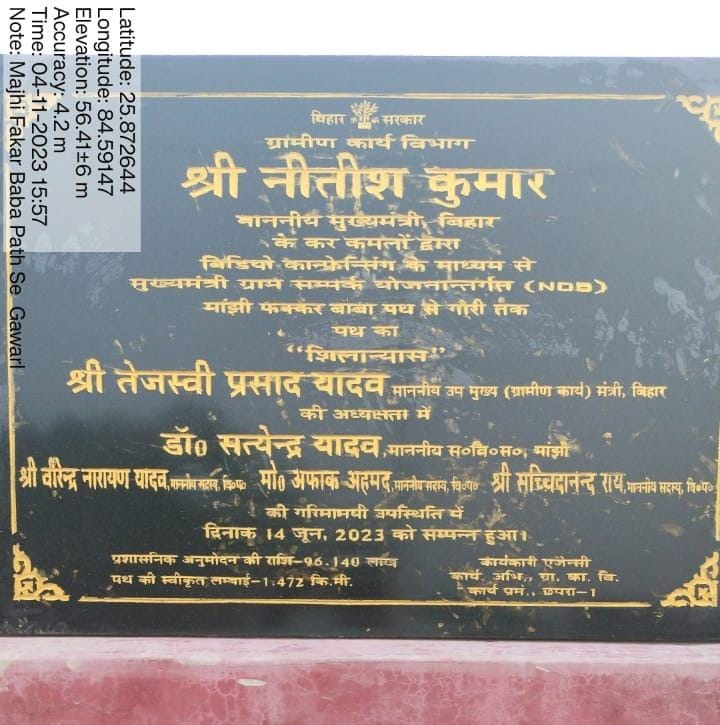 Latitude: 25.872644
Longitude: 84.59147
Elevation: 56.41±6 m
Accuracy: 4.2 m
Time: 04-11-2023 15:57
Note: Majhi Fakar Baba Path Se Gawarl
बिहार सरकार
ग्रामीण कार्य विभाग
श्री नीतीश कुमार
माननीय मुख्यमंत्री, बिहार
के कर कमलों द्वारा
विडियो कान्फ्रेन्सिंग के माध्यम से
मुख्यमंत्री ग्राम सम्पर्क योजनान्तर्गत (NDB)
मांझी फक्कर बाबा पथ से गौरी तक
पथ का
“शिलान्यास”
श्री तेजस्वी प्रसाद यादव माननीय उप मुख्य (ग्रामीण कार्य) मंत्री, बिहार
की अध्यक्षता में
डॉ0 सत्येन्द्र यादव, माननीय स०वि०स०, मांझी
श्री वीरेन्द्र नारायण यादव, माननीय सदस्य, वि०प० मो0 अफाक अहमद, माननीय सदस्य, वि०प० श्री सच्चिदानन्द राय, माननीय सदस्य, वि०प०
की गरिमामयी उपस्थिति में
दिनांक 14 जून, 2023 को सम्पन्न हुआ।
प्रशासनिक अनुमोदन की राशि-96.140 लाख
पथ की स्वीकृत लम्बाई-1.472 कि.मी.
कार्यकारी एजेन्सी
कार्य अभि., ग्रा. का. वि.
कार्य प्रमं., छपरा-1